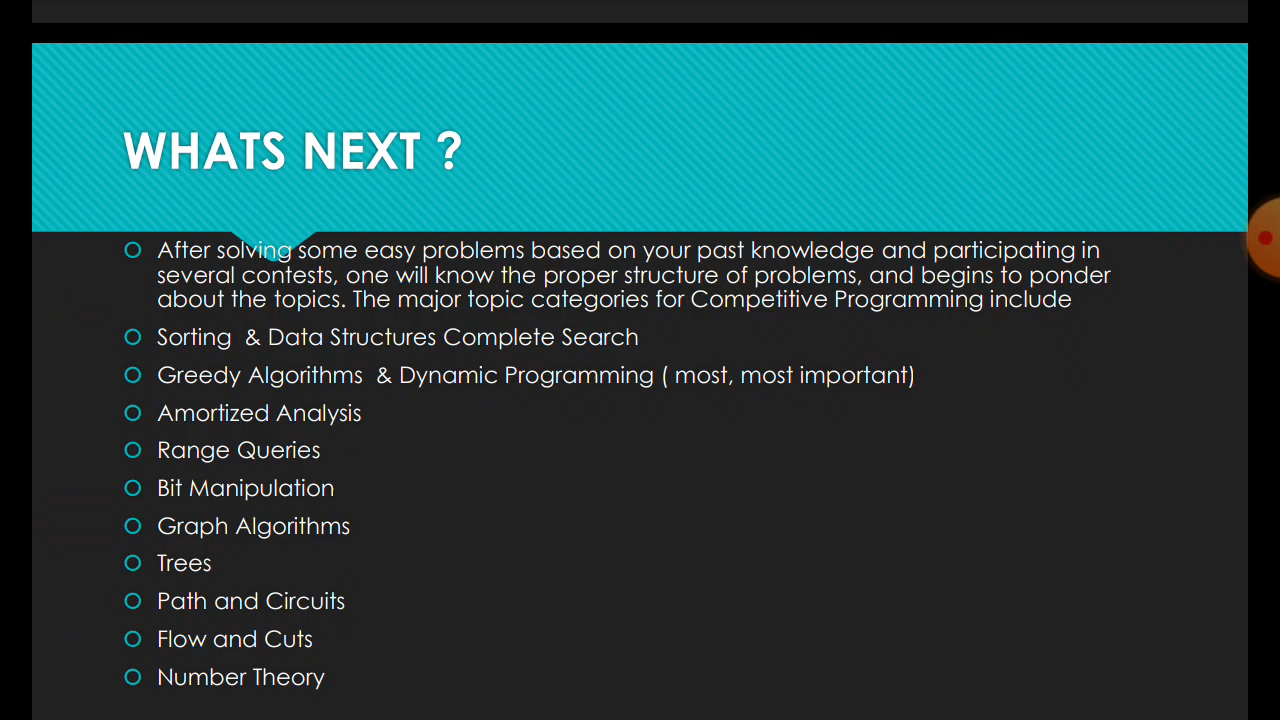 WHATS NEXT ?
After solving some easy problems based on your past knowledge and participating in
several contests, one will know the proper structure of problems, and begins to ponder
about the topics. The major topic categories for Competitive Programming include
Sorting  & Data Structures Complete Search
Greedy Algorithms  & Dynamic Programming ( most, most important)
Amortized Analysis
Range Queries
Bit Manipulation
Graph Algorithms
Trees
Path and Circuits
Flow and Cuts
Number Theory